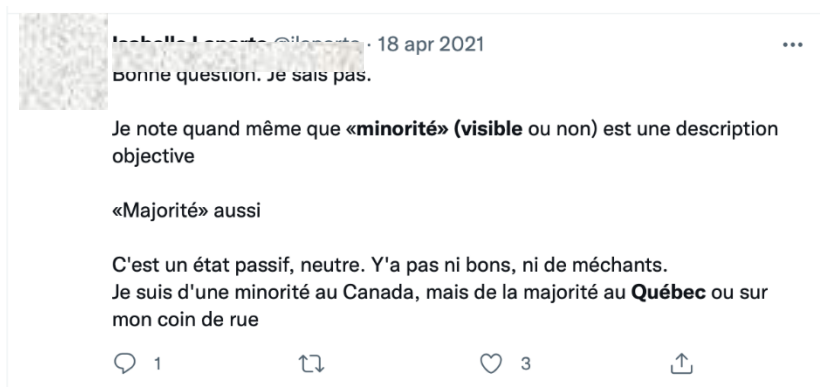 · 18 apr 2021
Bonne question. Je sais pas.
Je note quand même que «minorité» (visible ou non) est une description
objective
«Majorité» aussi
C'est un état passif, neutre. Y'a pas ni bons, ni de méchants.
Je suis d'une minorité au Canada, mais de la majorité au Québec ou sur
mon coin de rue
1
3